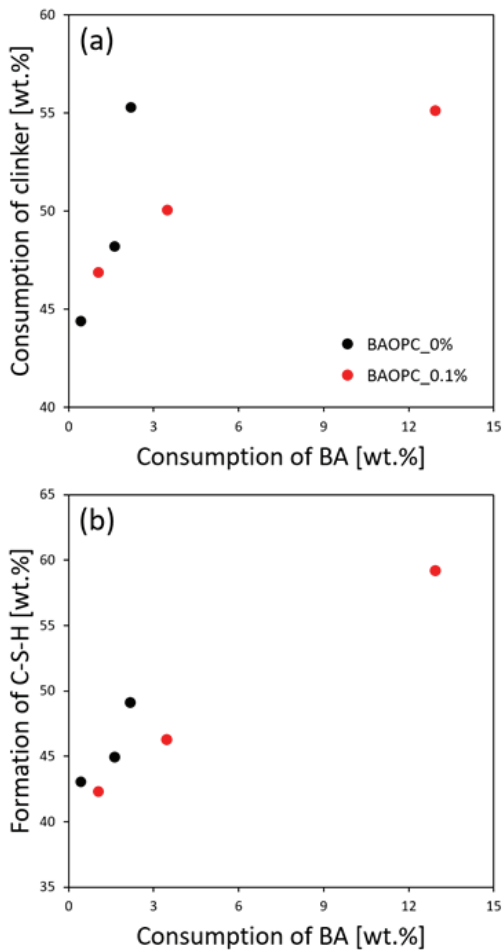 (a)
Consumption of clinker [wt.%]
60
55
50
45
40
BAOPC_0%
BAOPC_0.1%
0 3 6 9 12 15
Consumption of BA [wt.%]
(b)
Formation of C-S-H [wt.%]
65
60
55
50
45
40
35
0 3 6 9 12 15
Consumption of BA [wt.%]